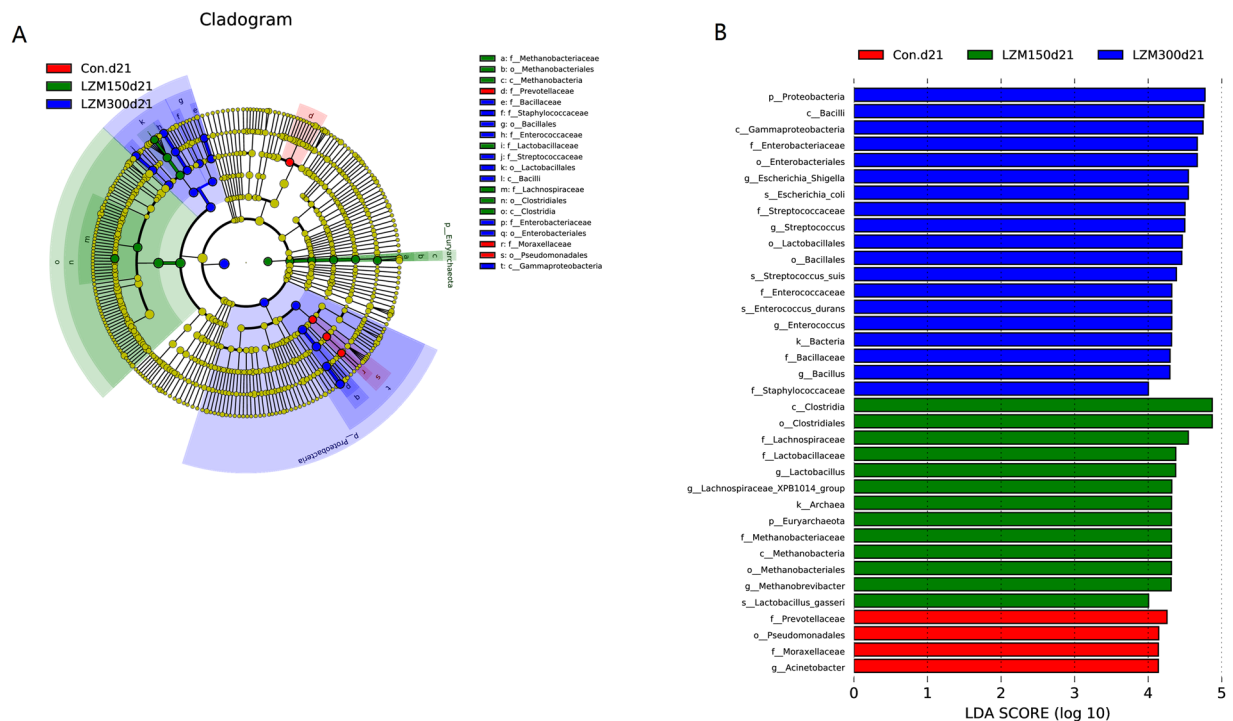 Cladogram
A
Con.d21
LZM150d21
LZM300d21
a: f__Methanobacteriaceae
b: o__Methanobacteriales
c: c__Methanobacteria
d: f__Prevotellaceae
e: f__Bacillaceae
f: f__Staphylococcaceae
g: o__Bacillales
h: f__Enterococcaceae
i: f__Lactobacillaceae
j: f__Streptococcaceae
k: o__Lactobacillales
l: c__Bacilli
m: f__Lachnospiraceae
n: o__Clostridiales
o: c__Clostridia
p: f__Enterobacteriaceae
q: o__Enterobacteriales
r: f__Moraxellaceae
s: o__Pseudomonadales
t: c__Gammaproteobacteria
g
k
f
e
d
m
n
o
a
b
c
p__Euryarchaeota
r
s
t
p
q
p__Proteobacteria
B
Con.d21
LZM150d21
LZM300d21
p__Proteobacteria
c__Bacilli
c__Gammaproteobacteria
f__Enterobacteriaceae
o__Enterobacteriales
g__Escherichia_Shigella
s__Escherichia_coli
f__Streptococcaceae
g__Streptococcus
o__Lactobacillales
o__Bacillales
s__Streptococcus_suis
f__Enterococcaceae
s__Enterococcus_durans
g__Enterococcus
k__Bacteria
f__Bacillaceae
g__Bacillus
f__Staphylococcaceae
c__Clostridia
o__Clostridiales
f__Lachnospiraceae
f__Lactobacillaceae
g__Lactobacillus
g__Lachnospiraceae_XPB1014_group
k__Archaea
p__Euryarchaeota
f__Methanobacteriaceae
c__Methanobacteria
o__Methanobacteriales
g__Methanobrevibacter
s__Lactobacillus_gasseri
f__Prevotellaceae
o__Pseudomonadales
f__Moraxellaceae
g__Acinetobacter
0 1 2 3 4 5
LDA SCORE (log 10)